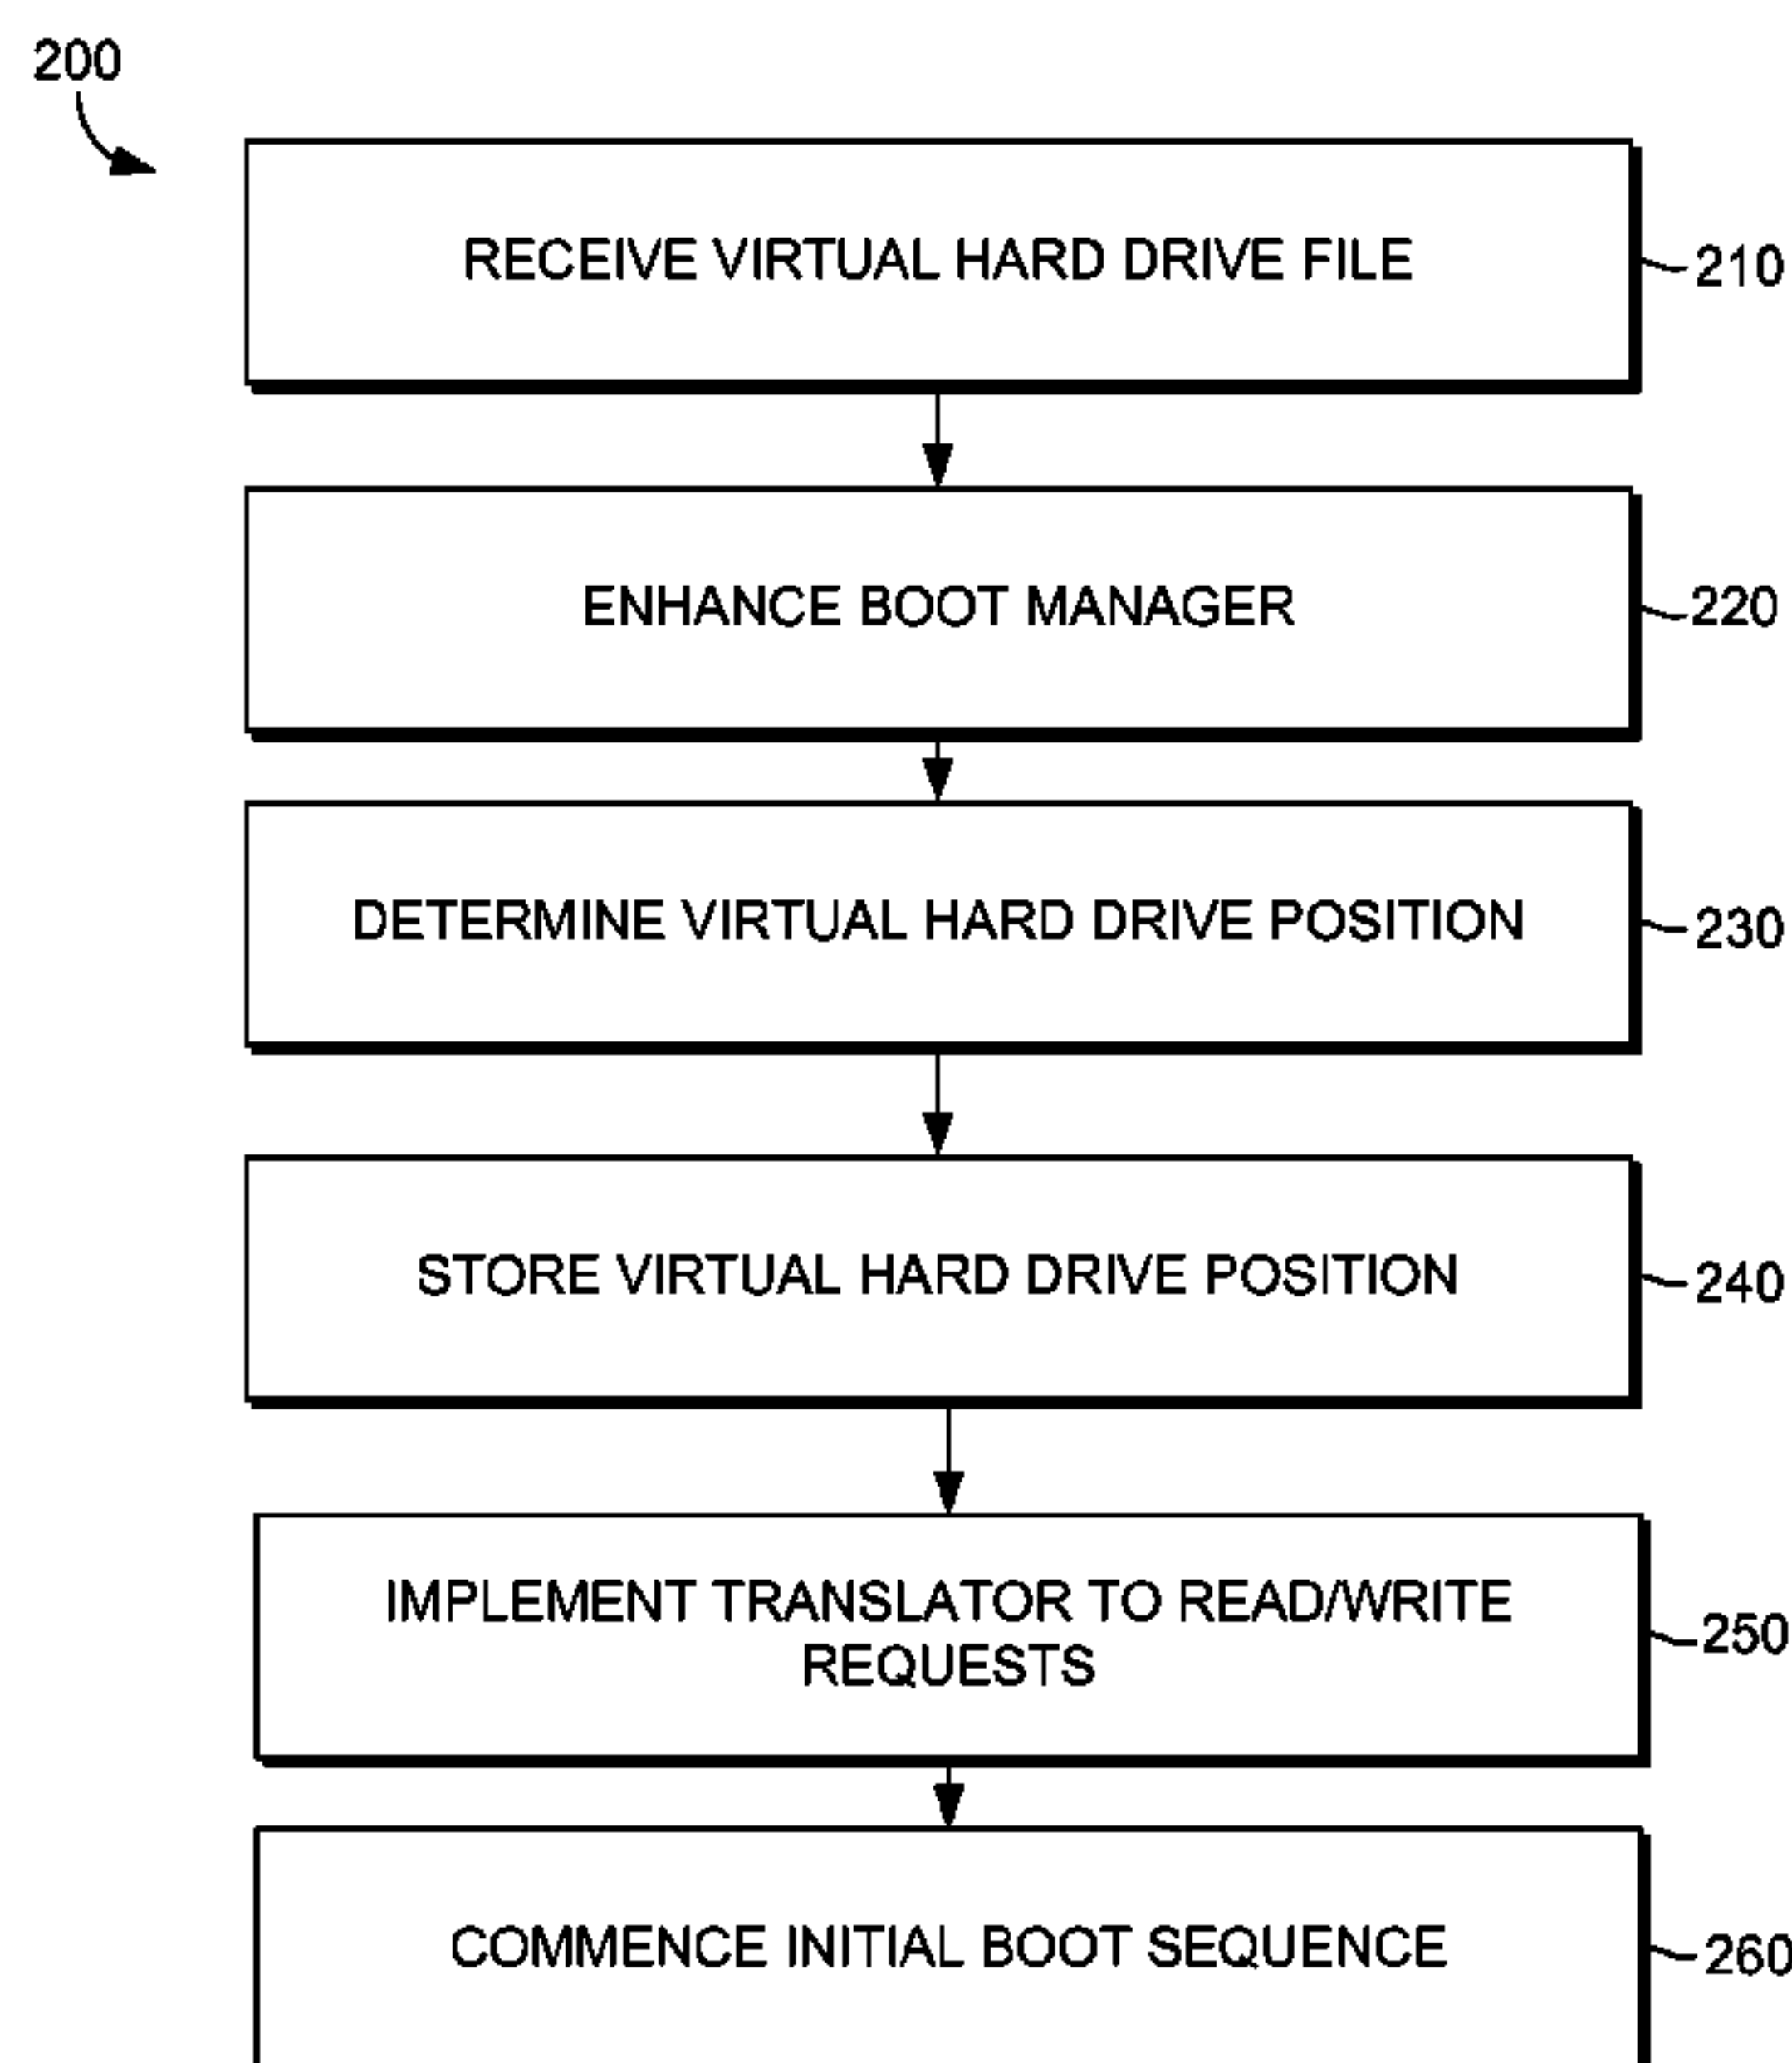 200
RECEIVE VIRTUAL HARD DRIVE FILE
210
ENHANCE BOOT MANAGER
220
DETERMINE VIRTUAL HARD DRIVE POSITION
230
STORE VIRTUAL HARD DRIVE POSITION
240
IMPLEMENT TRANSLATOR TO READ/WRITE
REQUESTS
250
COMMENCE INITIAL BOOT SEQUENCE
260